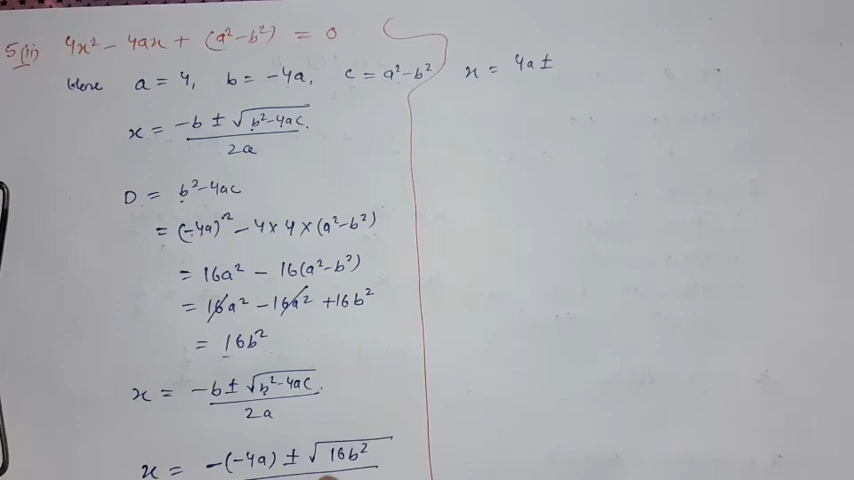 5(ii) 4x² - 4ax + (a²-b²) = 0
Here a = 4, b = -4a, c = a²-b²
x = -b ± √b²-4ac / 2a
D = b²-4ac
= (-4a)² - 4 × 4 × (a²-b²)
= 16a² - 16(a²-b²)
= 16a² - 16a² + 16b²
= 16b²
x = -b ± √b²-4ac / 2a
x = -(-4a) ± √16b²
x = 4a ±